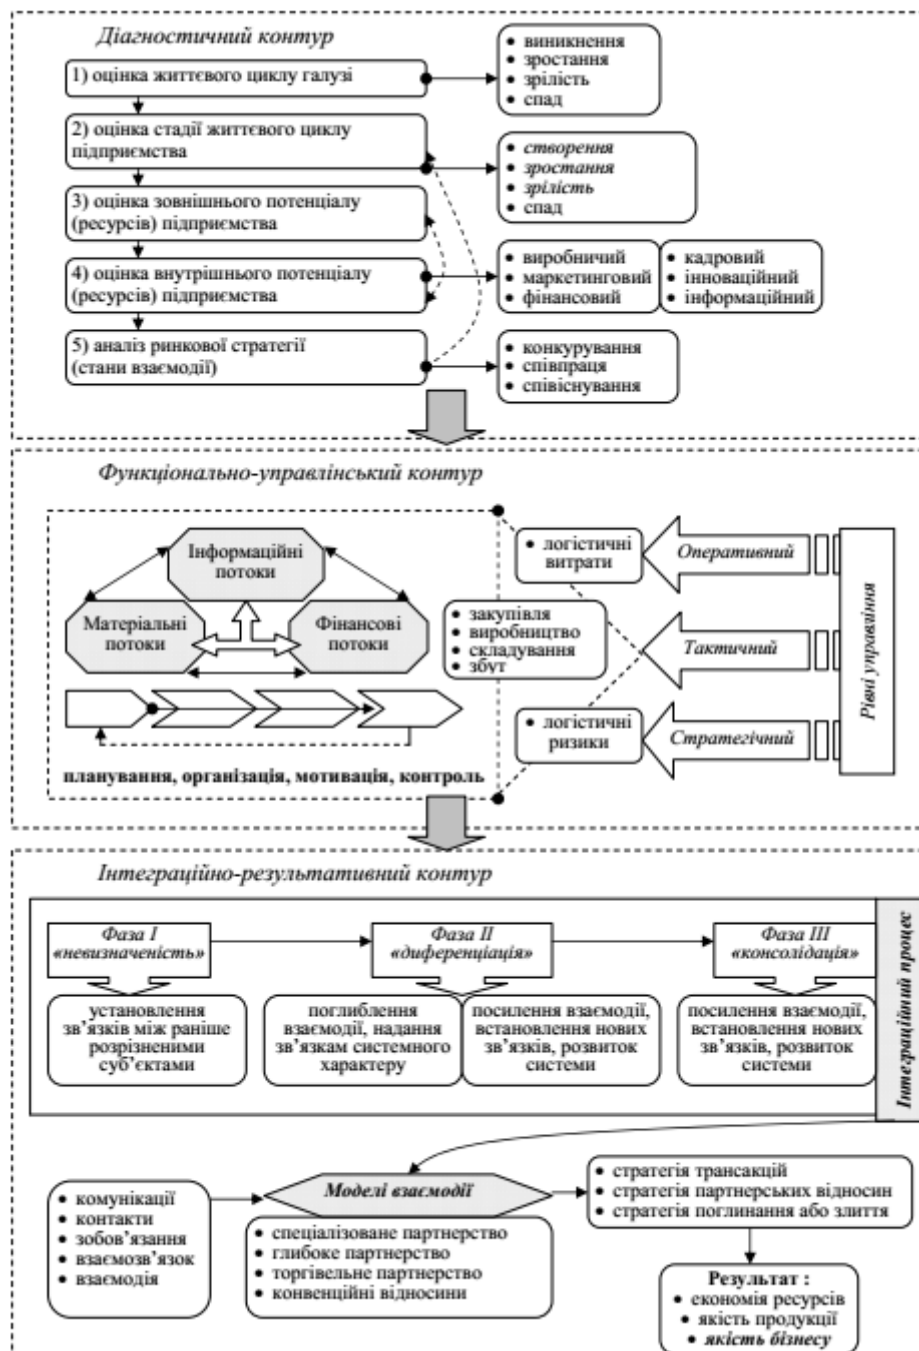 Діагностичний контур
1) оцінка життєвого циклу галузі
• виникнення
• зростання
• зрілість
• спад
2) оцінка стадії життєвого циклу
підприємства
• створення
• зростання
• зрілість
• спад
3) оцінка зовнішнього потенціалу
(ресурсів) підприємства
4) оцінка внутрішнього потенціалу
(ресурсів) підприємства
• виробничий
• маркетинговий
• фінансовий
• кадровий
• інноваційний
• інформаційний
5) аналіз ринкової стратегії
(стани взаємодії)
• конкурування
• співпраця
• співіснування
Функціонально-управлінський контур
Інформаційні
потоки
Матеріальні
потоки
Фінансові
потоки
планування, організація, мотивація, контроль
• закупівля
• виробництво
• складування
• збут
• логістичні
витрати
• логістичні
ризики
Оперативний
Тактичний
Стратегічний
Рівні управління
Інтеграційно-результативний контур
Фаза I
«невизначеність»
Фаза II
«диференціація»
Фаза III
«консолідація»
установлення
зв’язків між раніше
розрізненими
суб’єктами
поглиблення
взаємодії, надання
зв’язкам системного
характеру
посилення взаємодії,
встановлення нових
зв’язків, розвиток
системи
посилення взаємодії,
встановлення нових
зв’язків, розвиток
системи
Інтеграційний процес
• комунікації
• контакти
• зобов’язання
• взаємозв’язок
• взаємодія
Моделі взаємодії
• спеціалізоване партнерство
• глибоке партнерство
• торгівельне партнерство
• конвенційні відносини
• стратегія трансакцій
• стратегія партнерських відносин
• стратегія поглинання або злиття
Результат :
• економія ресурсів
• якість продукції
• якість бізнесу